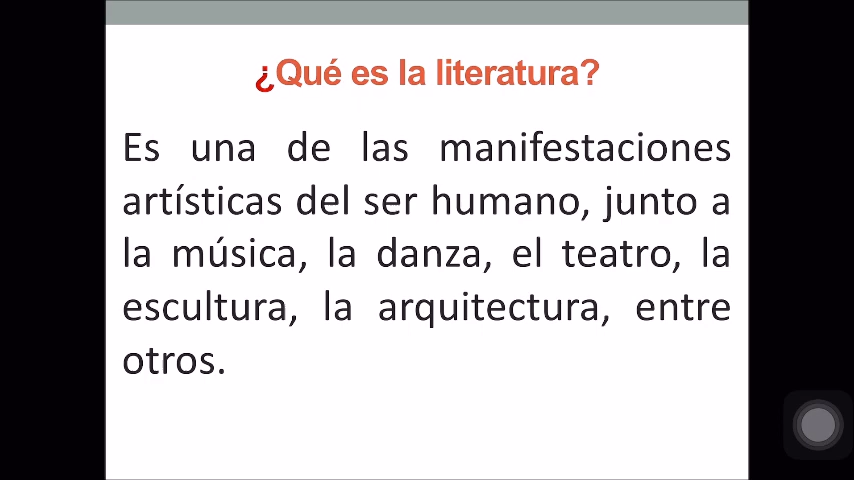 ¿Qué es la literatura?
Es una de las manifestaciones
artísticas del ser humano, junto a
la música, la danza, el teatro, la
escultura, la arquitectura, entre
otros.